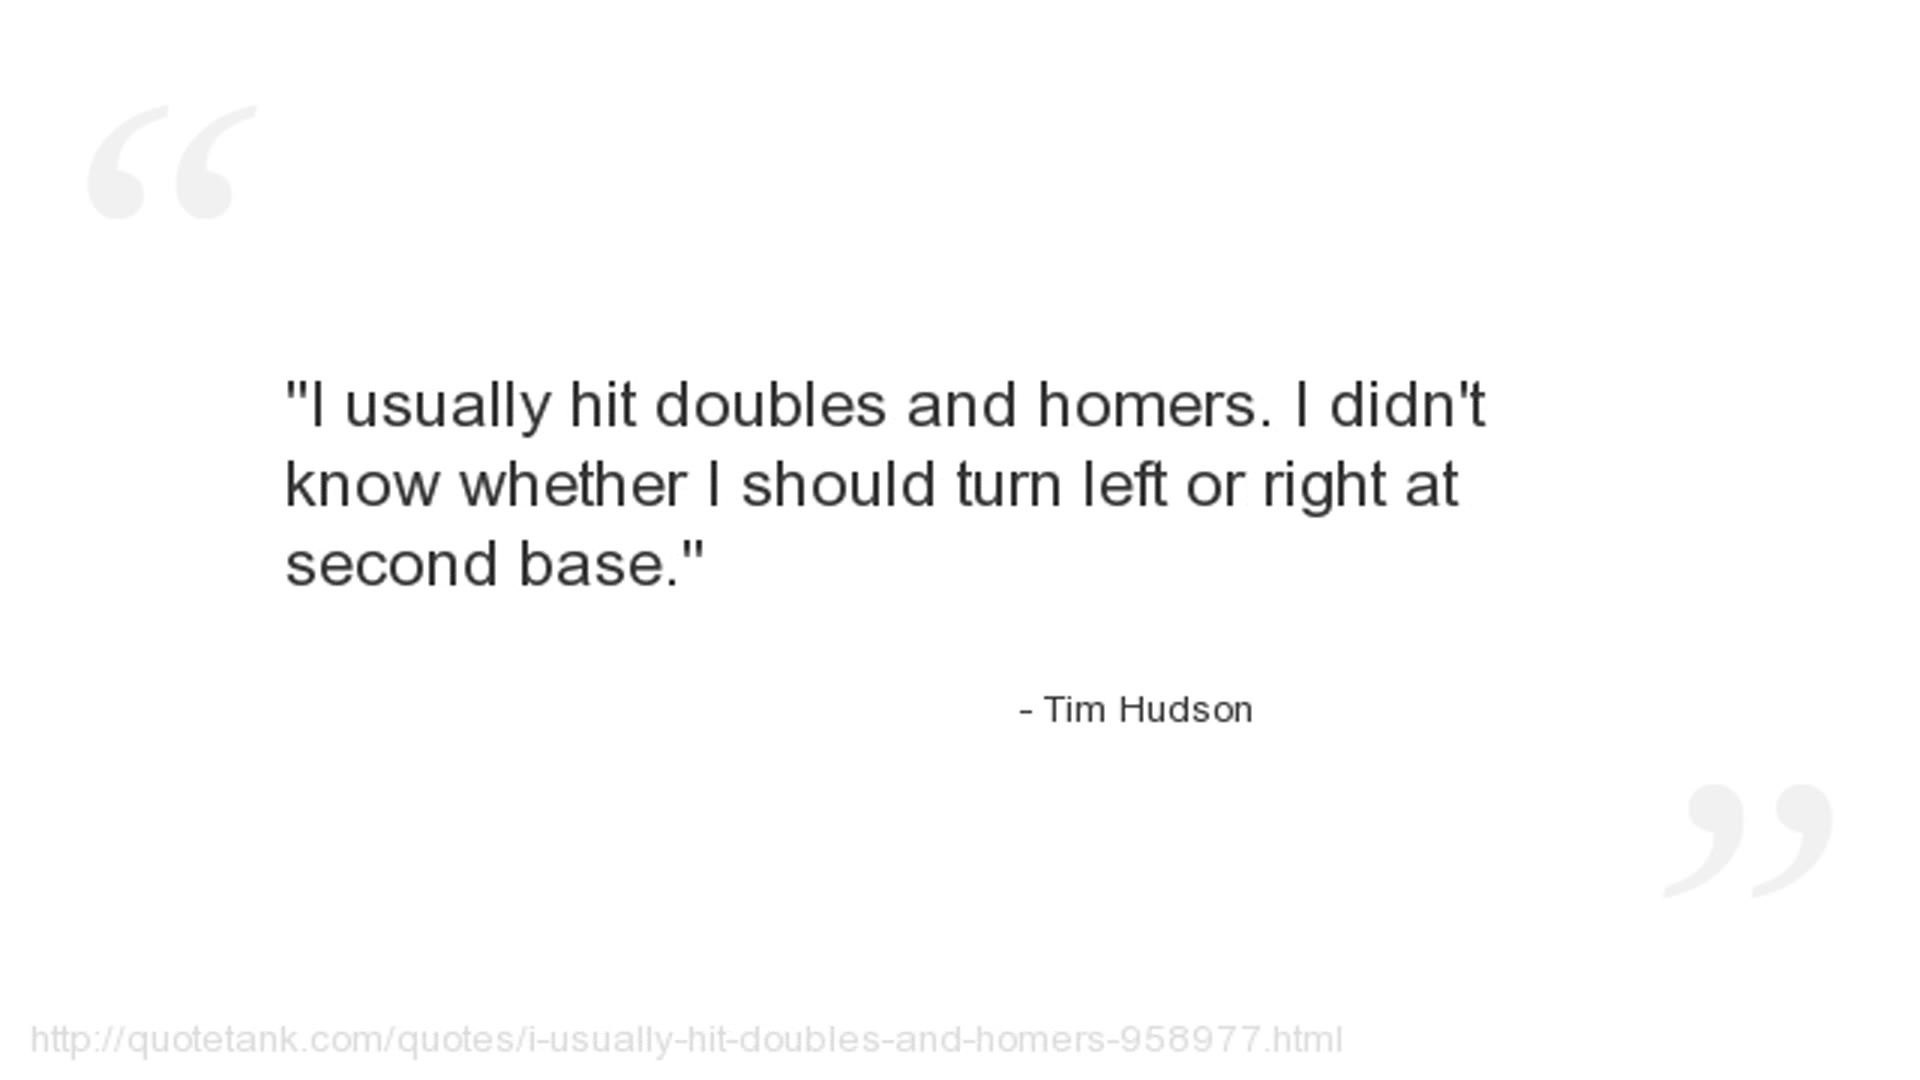 "I usually hit doubles and homers. I didn't
know whether I should turn left or right at
second base."
- Tim Hudson
http://quotetank.com/quotes/i-usually-hit-doubles-and-homers-958977.html